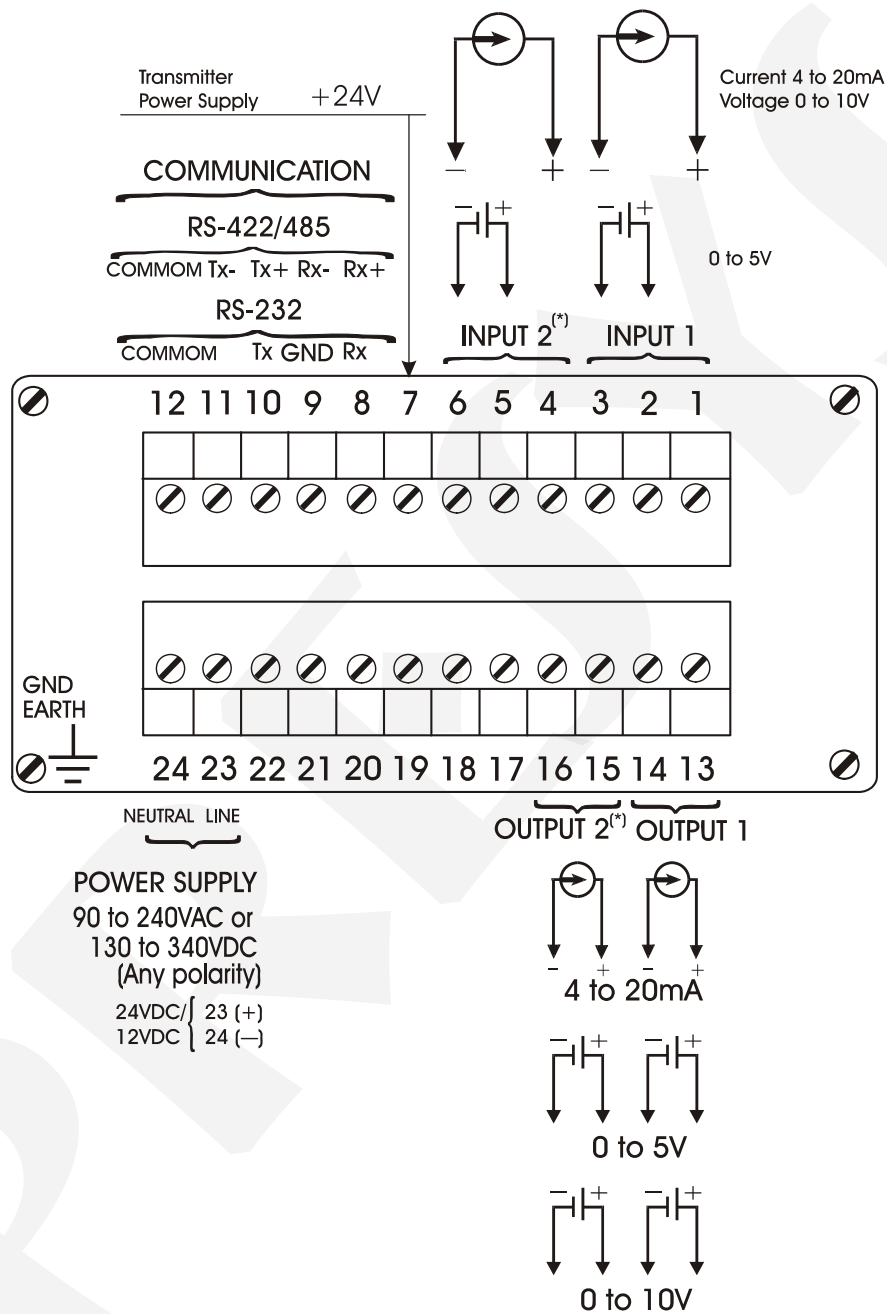 Transmitter
Power Supply +24V
Current 4 to 20mA
Voltage 0 to 10V
− + − +
COMMUNICATION
RS-422/485
COMMOM Tx- Tx+ Rx- Rx+
− + − +
0 to 5V
RS-232
COMMOM Tx GND Rx
INPUT 2(*) INPUT 1
12 11 10 9 8 7 6 5 4 3 2 1
GND
EARTH
24 23 22 21 20 19 18 17 16 15 14 13
NEUTRAL LINE
OUTPUT 2(*) OUTPUT 1
POWER SUPPLY
90 to 240VAC or
130 to 340VDC
(Any polarity)
24VDC/ 23 (+)
12VDC 24 (—)
- + - +
4 to 20mA
− + − +
0 to 5V
− + − +
0 to 10V
PRESYS